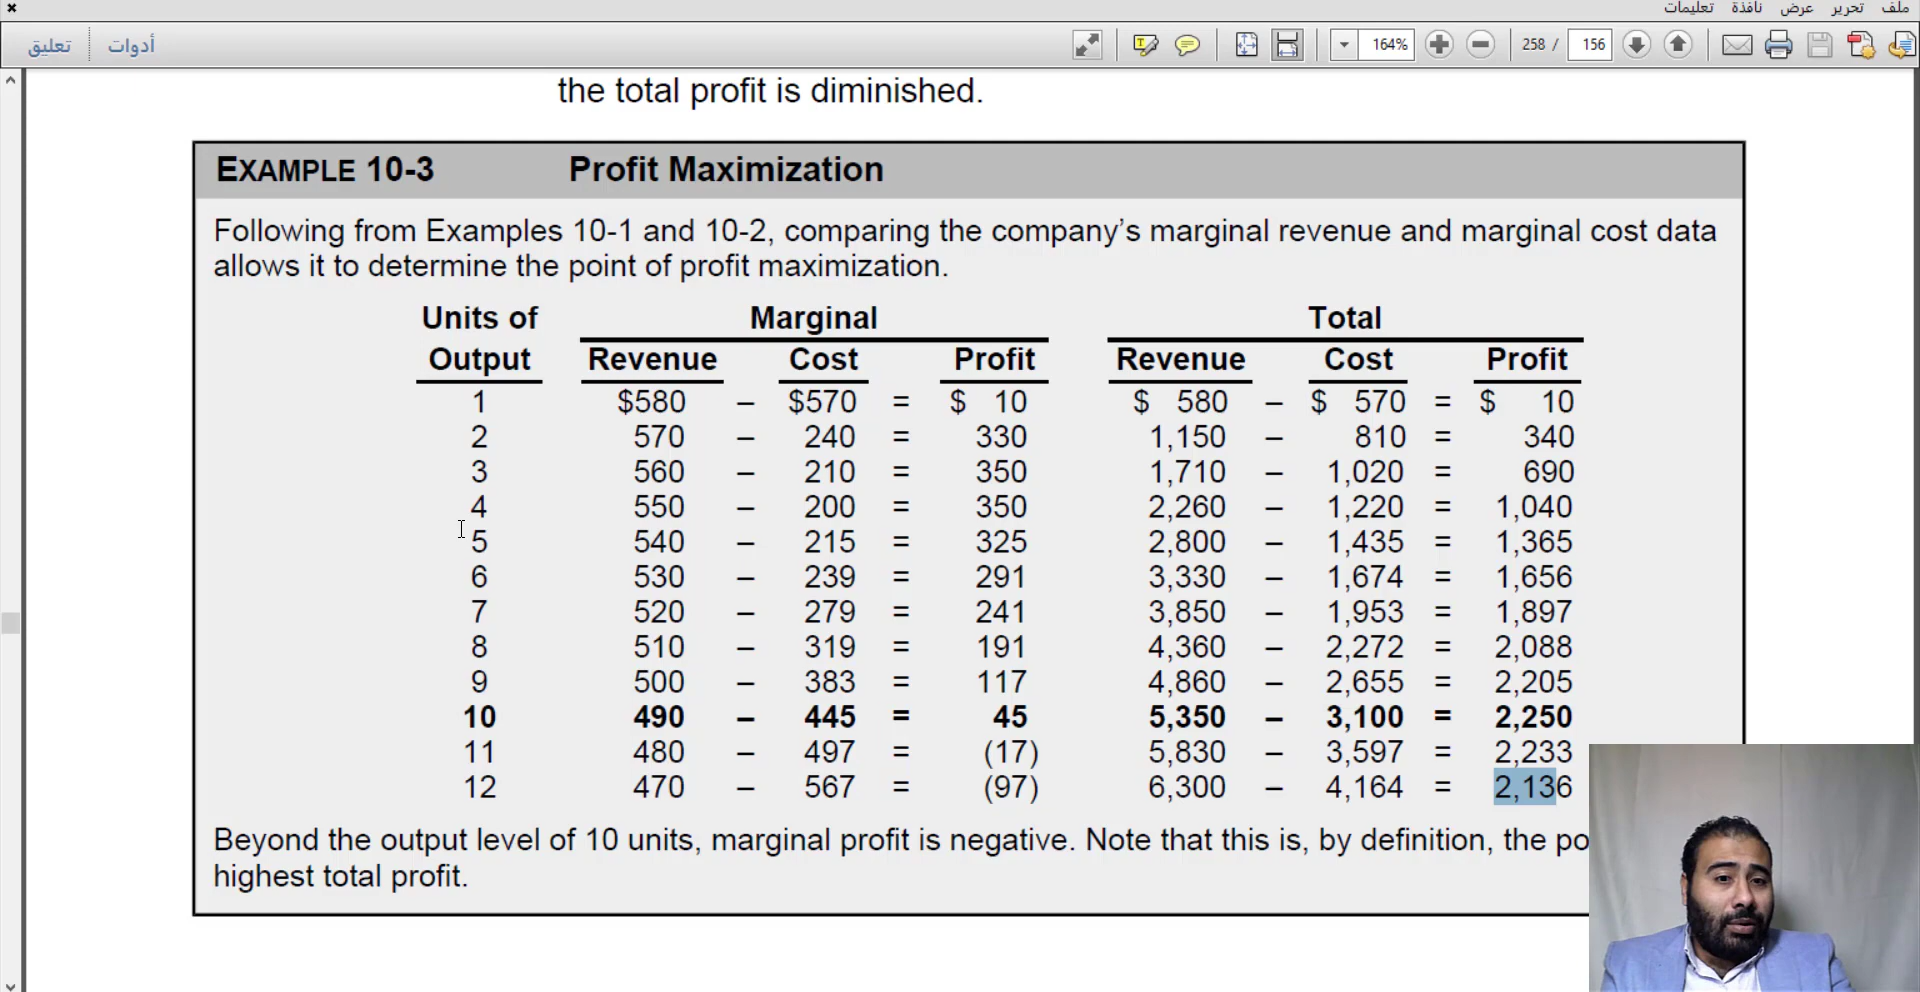 ملف تحرير عرض نافذة تعليمات
أدوات تعليق
164% 258 / 156
the total profit is diminished.
EXAMPLE 10-3 Profit Maximization
Following from Examples 10-1 and 10-2, comparing the company’s marginal revenue and marginal cost data
allows it to determine the point of profit maximization.
Units of Marginal Total
Output Revenue Cost Profit Revenue Cost Profit
1 $580 – $570 = $ 10 $ 580 – $ 570 = $ 10
2 570 – 240 = 330 1,150 – 810 = 340
3 560 – 210 = 350 1,710 – 1,020 = 690
4 550 – 200 = 350 2,260 – 1,220 = 1,040
5 540 – 215 = 325 2,800 – 1,435 = 1,365
6 530 – 239 = 291 3,330 – 1,674 = 1,656
7 520 – 279 = 241 3,850 – 1,953 = 1,897
8 510 – 319 = 191 4,360 – 2,272 = 2,088
9 500 – 383 = 117 4,860 – 2,655 = 2,205
10 490 – 445 = 45 5,350 – 3,100 = 2,250
11 480 – 497 = (17) 5,830 – 3,597 = 2,233
12 470 – 567 = (97) 6,300 – 4,164 = 2,136
Beyond the output level of 10 units, marginal profit is negative. Note that this is, by definition, the po
highest total profit.